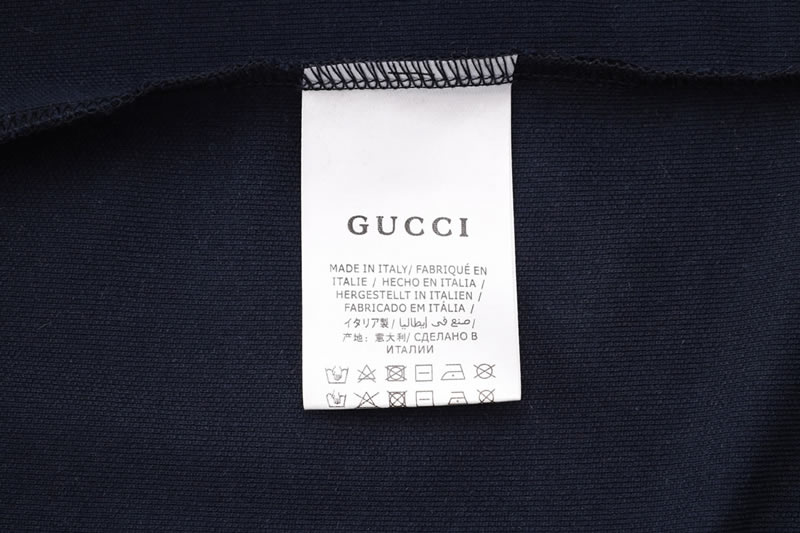 GUCCI
MADE IN ITALY/ FABRIQUÉ EN
ITALIE / HECHO EN ITALIA /
HERGESTELLT IN ITALIEN /
FABRICADO EM ITÁLIA /
イタリア製 / صنع في إيطاليا /
产地：意大利/ СДЕЛАНО В
ИТАЛИИ